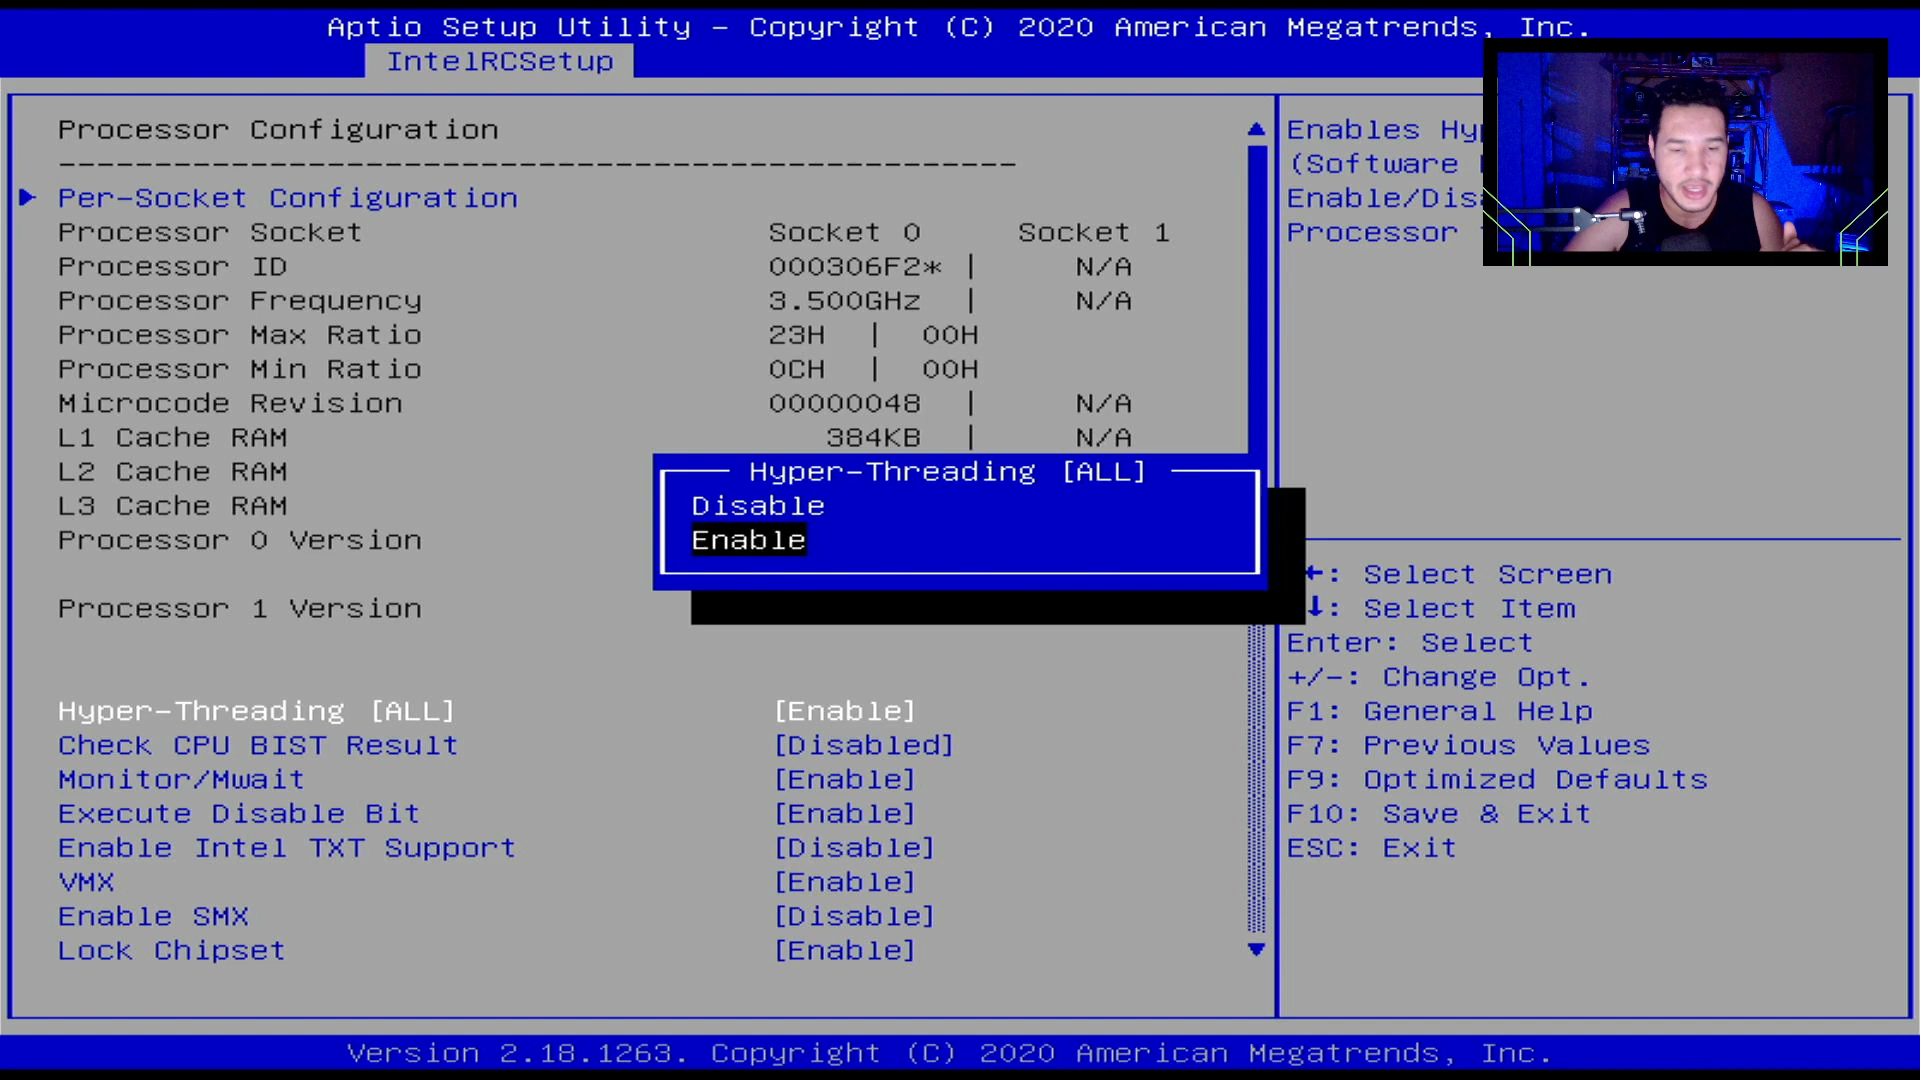 Aptio Setup Utility – Copyright (C) 2020 American Megatrends, Inc.
IntelRCSetup
Processor Configuration
--------------------------------------------------
Per-Socket Configuration
Processor Socket Socket 0 Socket 1
Processor ID 000306F2* | N/A
Processor Frequency 3.500GHz | N/A
Processor Max Ratio 23H | 00H
Processor Min Ratio 0CH | 00H
Microcode Revision 00000048 | N/A
L1 Cache RAM 384KB | N/A
L2 Cache RAM
L3 Cache RAM
Processor 0 Version
Processor 1 Version
Hyper-Threading [ALL]
Disable
Enable
Hyper-Threading [ALL] [Enable]
Check CPU BIST Result [Disabled]
Monitor/Mwait [Enable]
Execute Disable Bit [Enable]
Enable Intel TXT Support [Disable]
VMX [Enable]
Enable SMX [Disable]
Lock Chipset [Enable]
Enables
(Software
Processor
←: Select Screen
↓: Select Item
Enter: Select
+/-: Change Opt.
F1: General Help
F7: Previous Values
F9: Optimized Defaults
F10: Save & Exit
ESC: Exit
Version 2.18.1263. Copyright (C) 2020 American Megatrends, Inc.